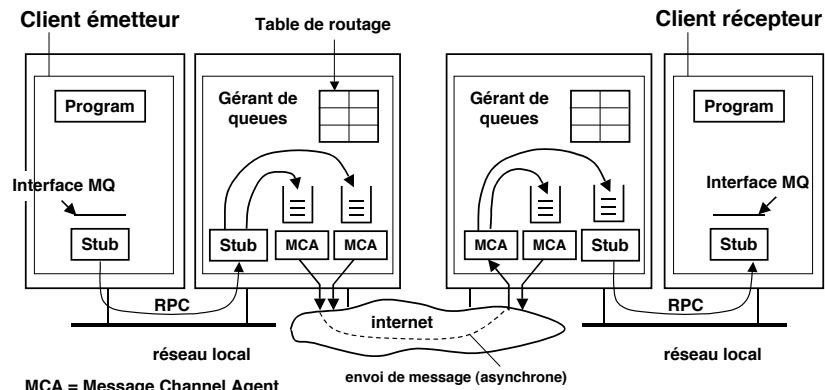 Client émetteur
Table de routage
Client récepteur
Program
Gérant de
queues
Gérant de
queues
Program
Interface MQ
Interface MQ
Stub
Stub
MCA
MCA
MCA
MCA
Stub
Stub
RPC
internet
RPC
réseau local
réseau local
envoi de message (asynchrone)
MCA = Message Channel Agent